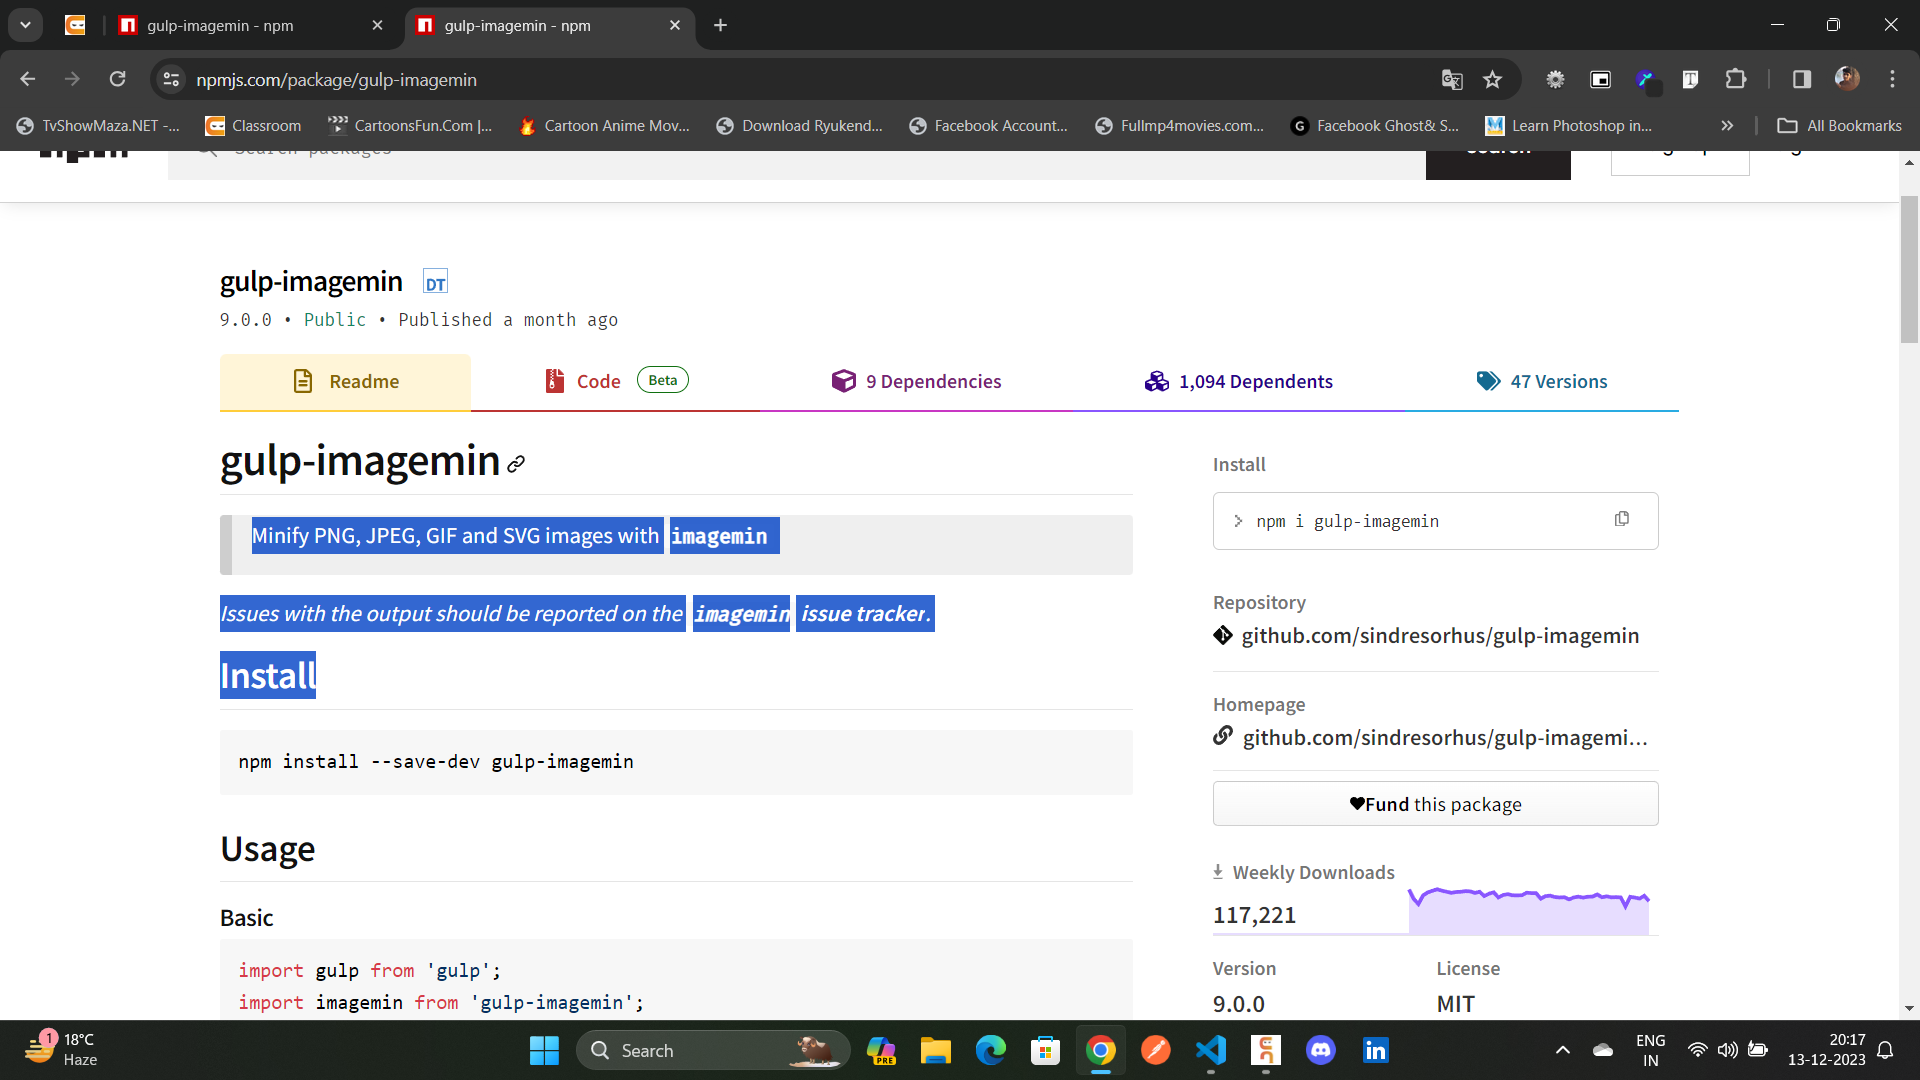 gulp-imagemin - npm
gulp-imagemin - npm
npmjs.com/package/gulp-imagemin
TvShowMaza.NET -...
Classroom
CartoonsFun.Com |...
Cartoon Anime Mov...
Download Ryukend...
Facebook Account...
Fullmp4movies.com...
Facebook Ghost& S...
Learn Photoshop in...
All Bookmarks
gulp-imagemin DT
9.0.0 • Public • Published a month ago
Readme
Code Beta
9 Dependencies
1,094 Dependents
47 Versions
gulp-imagemin
Minify PNG, JPEG, GIF and SVG images with imagemin
Issues with the output should be reported on the imagemin issue tracker.
Install
npm install --save-dev gulp-imagemin
Usage
Basic
import gulp from 'gulp';
import imagemin from 'gulp-imagemin';
Install
> npm i gulp-imagemin
Repository
github.com/sindresorhus/gulp-imagemin
Homepage
github.com/sindresorhus/gulp-imagemi...
Fund this package
Weekly Downloads
117,221
Version
9.0.0
License
MIT
1
18°C
Haze
Search
PRE
ENG
IN
20:17
13-12-2023